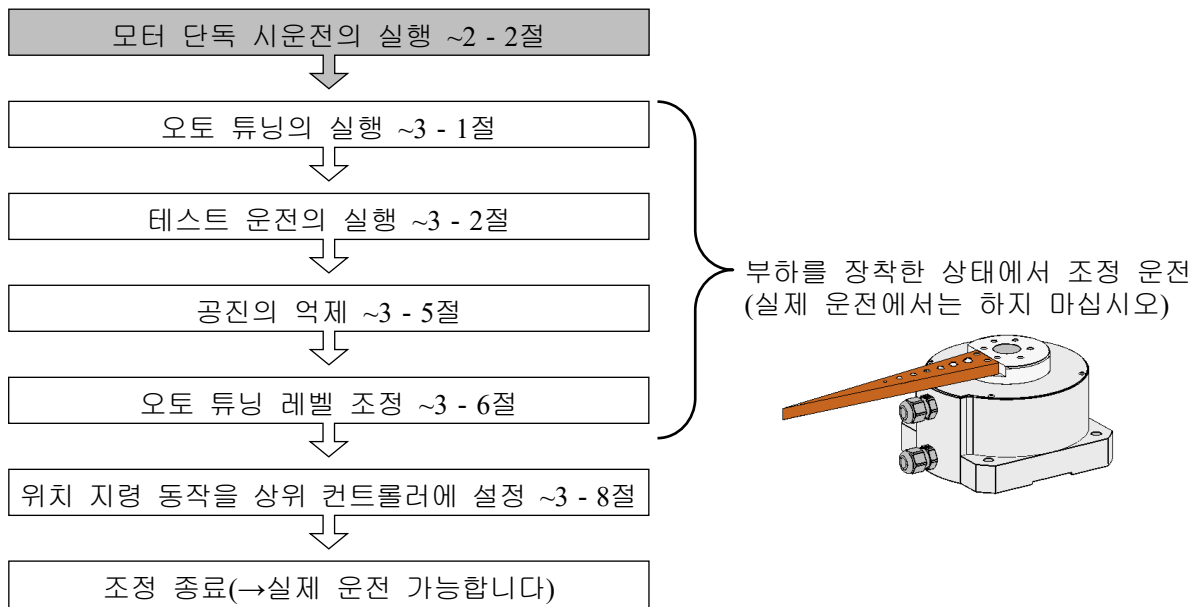 모터 단독 시운전의 실행 ~2 - 2절
오토 튜닝의 실행 ~3 - 1절
테스트 운전의 실행 ~3 - 2절
공진의 억제 ~3 - 5절
오토 튜닝 레벨 조정 ~3 - 6절
위치 지령 동작을 상위 컨트롤러에 설정 ~3 - 8절
조정 종료(→실제 운전 가능합니다)
부하를 장착한 상태에서 조정 운전
(실제 운전에서는 하지 마십시오)